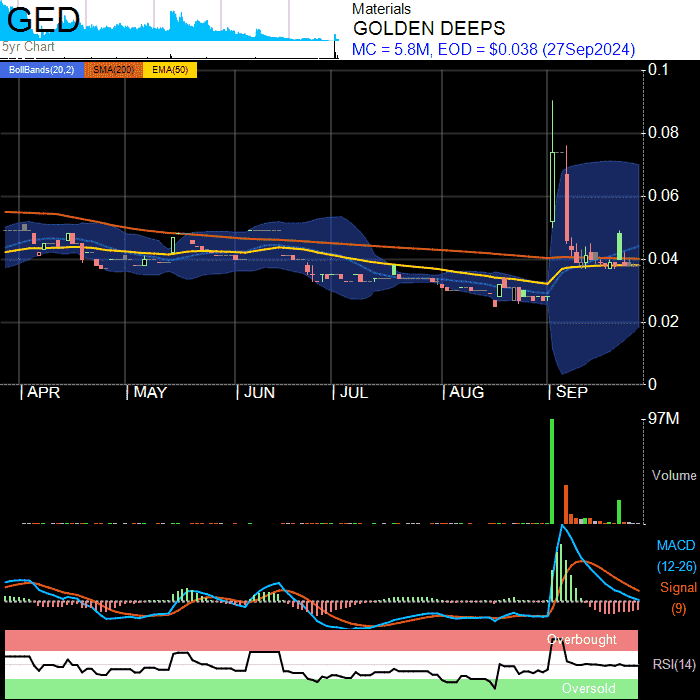 GED
5yr Chart
Materials
GOLDEN DEEPS
MC = 5.8M, EOD = $0.038 (27Sep2024)
BollBands(20,2) SMA(200) EMA(50)
0.1
0.08
0.06
0.04
0.02
0
APR MAY JUN JUL AUG SEP
97M
Volume
MACD
(12-26)
Signal
(9)
Overbought
RSI(14)
Oversold